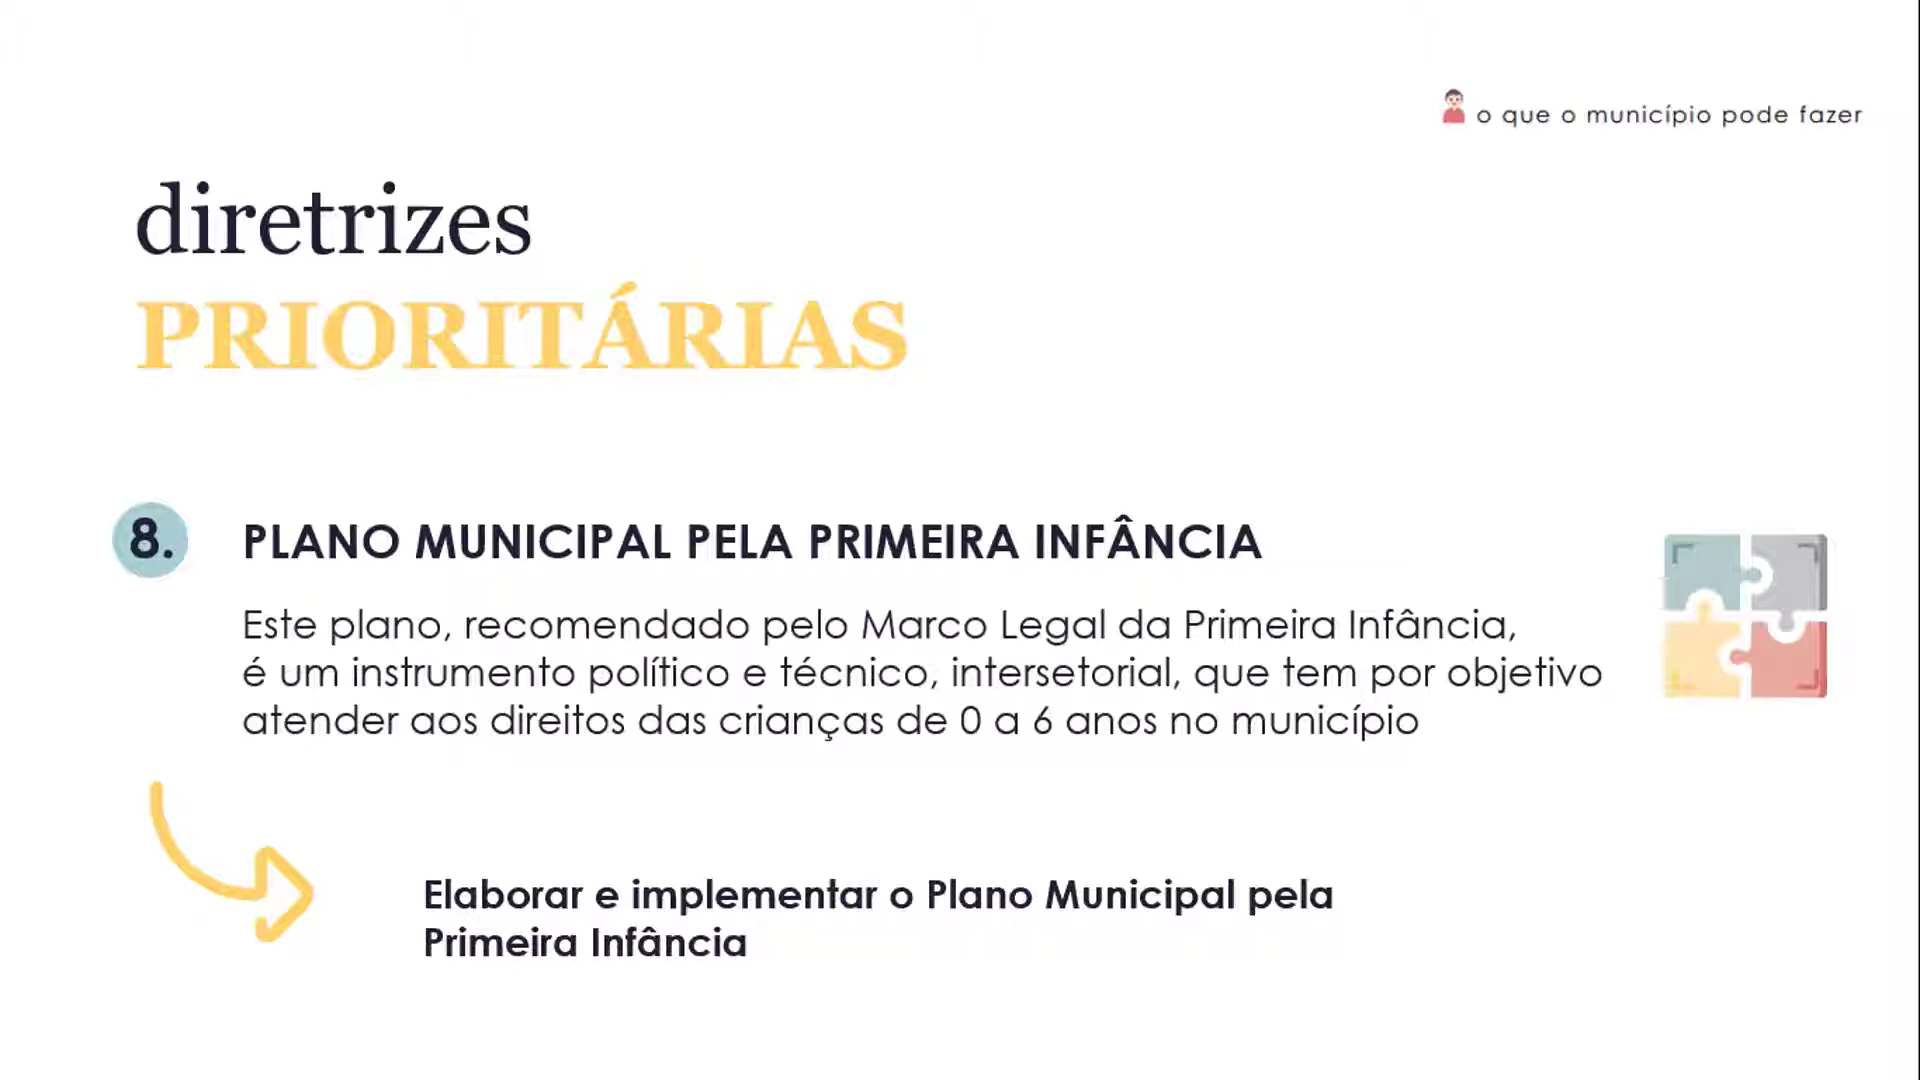 o que o município pode fazer
diretrizes
PRIORITÁRIAS
8. PLANO MUNICIPAL PELA PRIMEIRA INFÂNCIA
Este plano, recomendado pelo Marco Legal da Primeira Infância,
é um instrumento político e técnico, intersetorial, que tem por objetivo
atender aos direitos das crianças de 0 a 6 anos no município
Elaborar e implementar o Plano Municipal pela
Primeira Infância